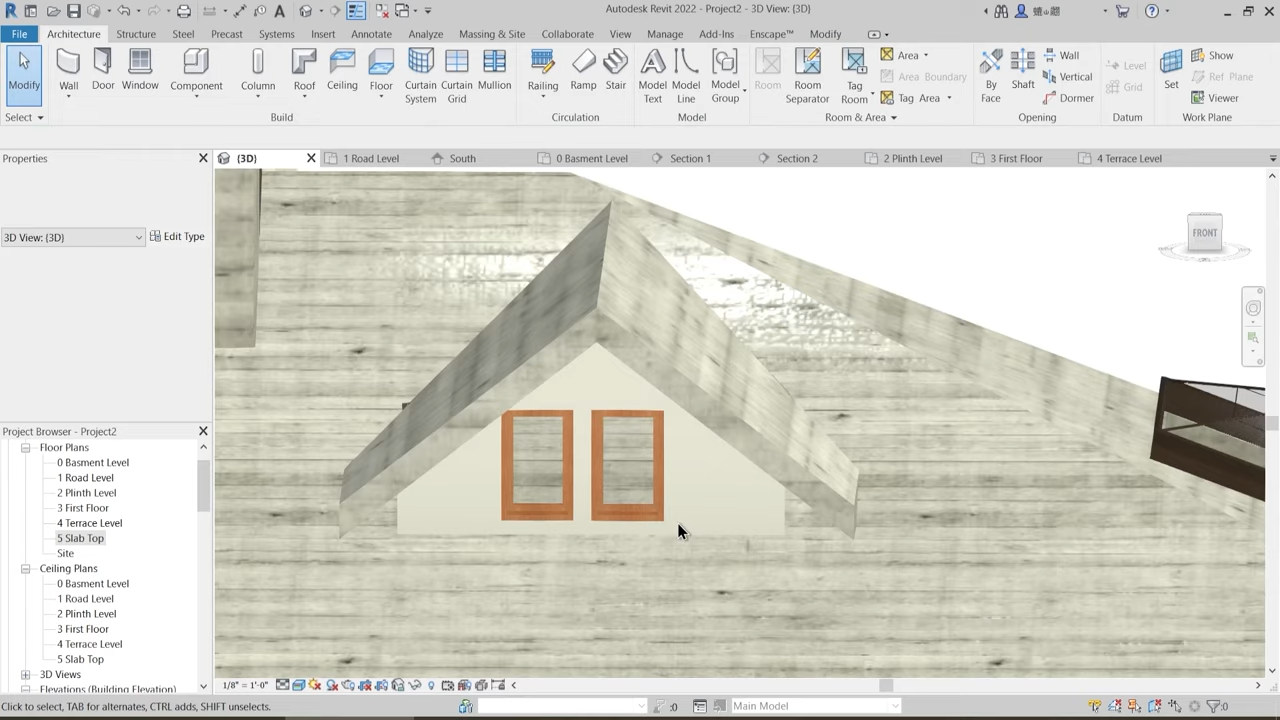 Autodesk Revit 2022 - Project2 - 3D View: {3D}
File Architecture Structure Steel Precast Systems Insert Annotate Analyze Massing & Site Collaborate View Manage Add-Ins Enscape™ Modify
Modify Wall Door Window Component Column Roof Ceiling Floor Curtain System Curtain Grid Mullion Railing Ramp Stair Model Text Model Line Model Group Room Room Separator Tag Room
Area
Area Boundary
Tag Area
By Face Shaft
Wall
Vertical
Dormer
Level
Grid
Set
Show
Ref Plane
Viewer
Select Build Circulation Model Room & Area Opening Datum Work Plane
Properties
{3D} 1 Road Level South 0 Basment Level Section 1 Section 2 2 Plinth Level 3 First Floor 4 Terrace Level
3D View: {3D} Edit Type
FRONT
Project Browser - Project2
Floor Plans
0 Basment Level
1 Road Level
2 Plinth Level
3 First Floor
4 Terrace Level
5 Slab Top
Site
Ceiling Plans
0 Basment Level
1 Road Level
2 Plinth Level
3 First Floor
4 Terrace Level
5 Slab Top
3D Views
Elevations (Building Elevation)
1/8" = 1'-0"
Click to select, TAB for alternates, CTRL adds, SHIFT unselects. :0 Main Model :0